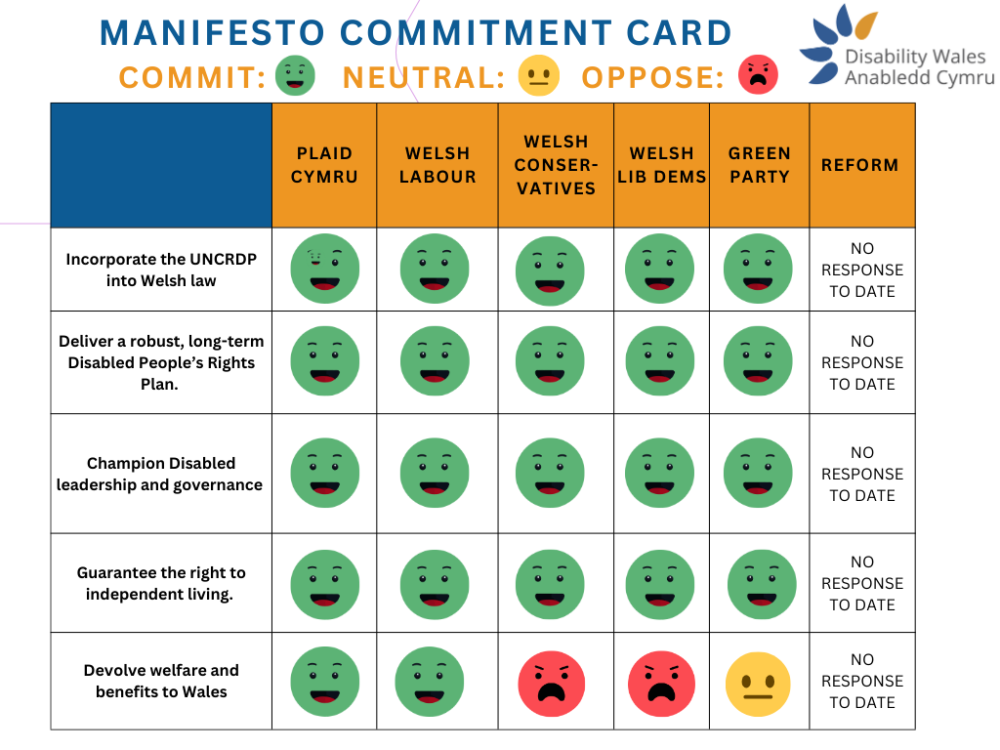 MANIFESTO COMMITMENT CARD
COMMIT: NEUTRAL: OPPOSE:
Disability Wales
Anabledd Cymru
PLAID
CYMRU
WELSH
LABOUR
WELSH
CONSER-
VATIVES
WELSH
LIB DEMS
GREEN
PARTY
REFORM
Incorporate the UNCRDP
into Welsh law
NO
RESPONSE
TO DATE
Deliver a robust, long-term
Disabled People’s Rights
Plan.
NO
RESPONSE
TO DATE
Champion Disabled
leadership and governance
NO
RESPONSE
TO DATE
Guarantee the right to
independent living.
NO
RESPONSE
TO DATE
Devolve welfare and
benefits to Wales
NO
RESPONSE
TO DATE